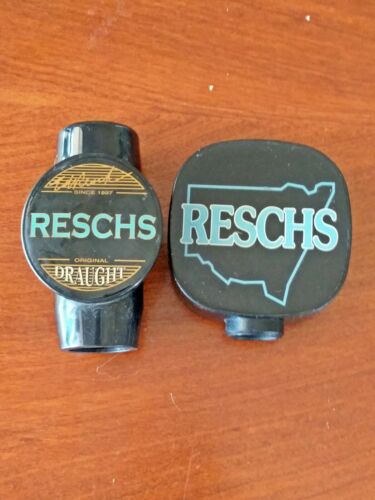 SINCE 1897
RESCHS
ORIGINAL
DRAUGHT
RESCHS